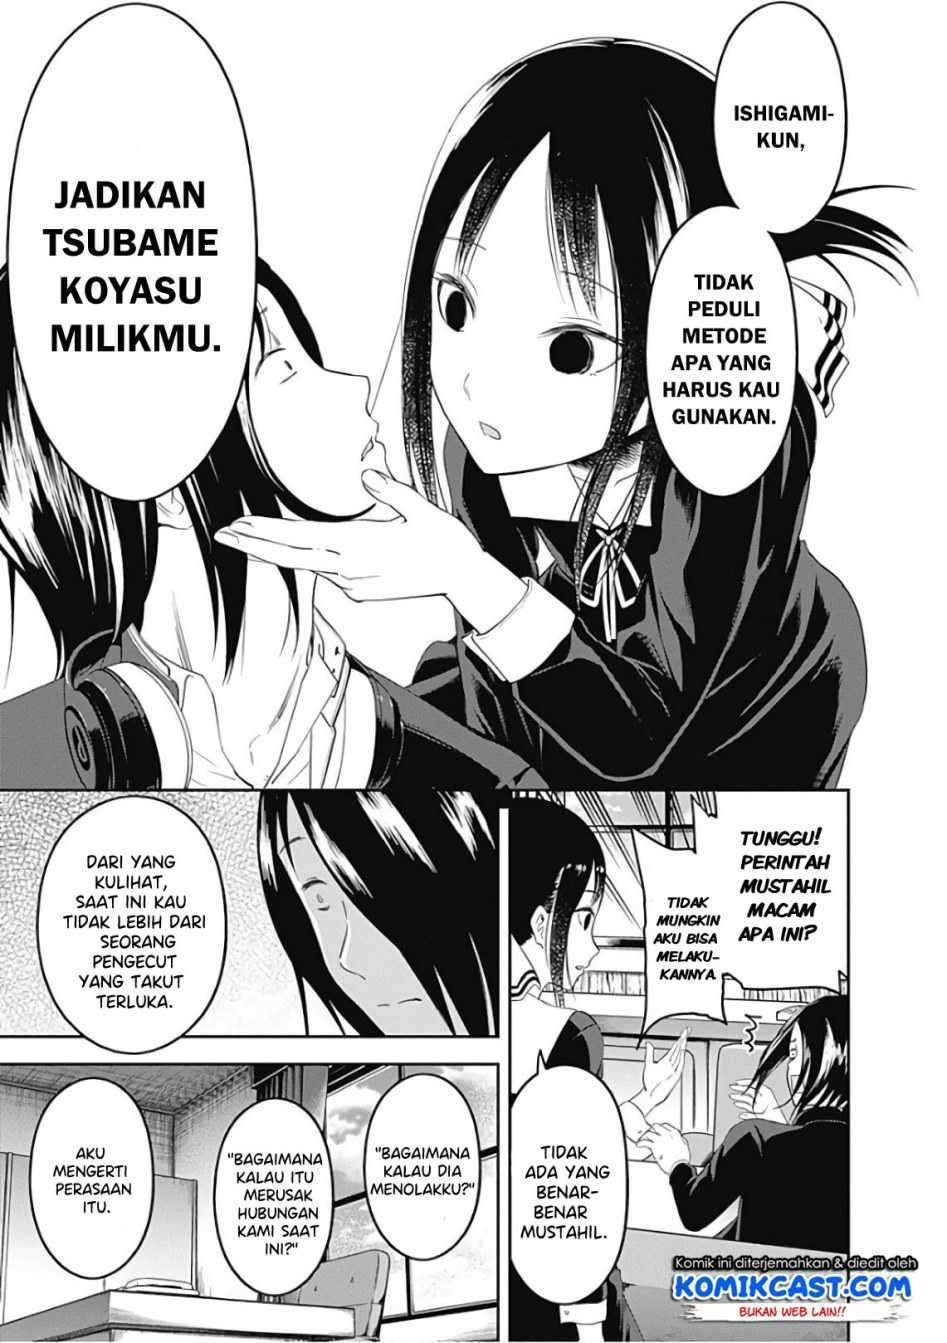 ISHIGAMI-
KUN,
TIDAK
PEDULI
METODE
APA YANG
HARUS KAU
GUNAKAN.
JADIKAN
TSUBAME
KOYASU
MILIKMU.
TUNGGU!
PERINTAH
MUSTAHIL
MACAM
APA INI?
TIDAK
MUNGKIN
AKU BISA
MELAKU-
KANNYA.
TIDAK
ADA YANG
BENAR-
BENAR
MUSTAHIL.
DARI YANG
KULIHAT,
SAAT INI KAU
TIDAK LEBIH DARI
SEORANG
PENGECUT
YANG TAKUT
TERLUKA.
"BAGAIMANA
KALAU DIA
MENOLAKKU?"
"BAGAIMANA
KALAU ITU
MERUSAK
HUBUNGAN
KAMI SAAT
INI?"
AKU
MENGERTI
PERASAAN
ITU.
Komik ini diterjemahkan & diedit oleh
KOMIKCAST.COM
BUKAN WEB LAIN!!